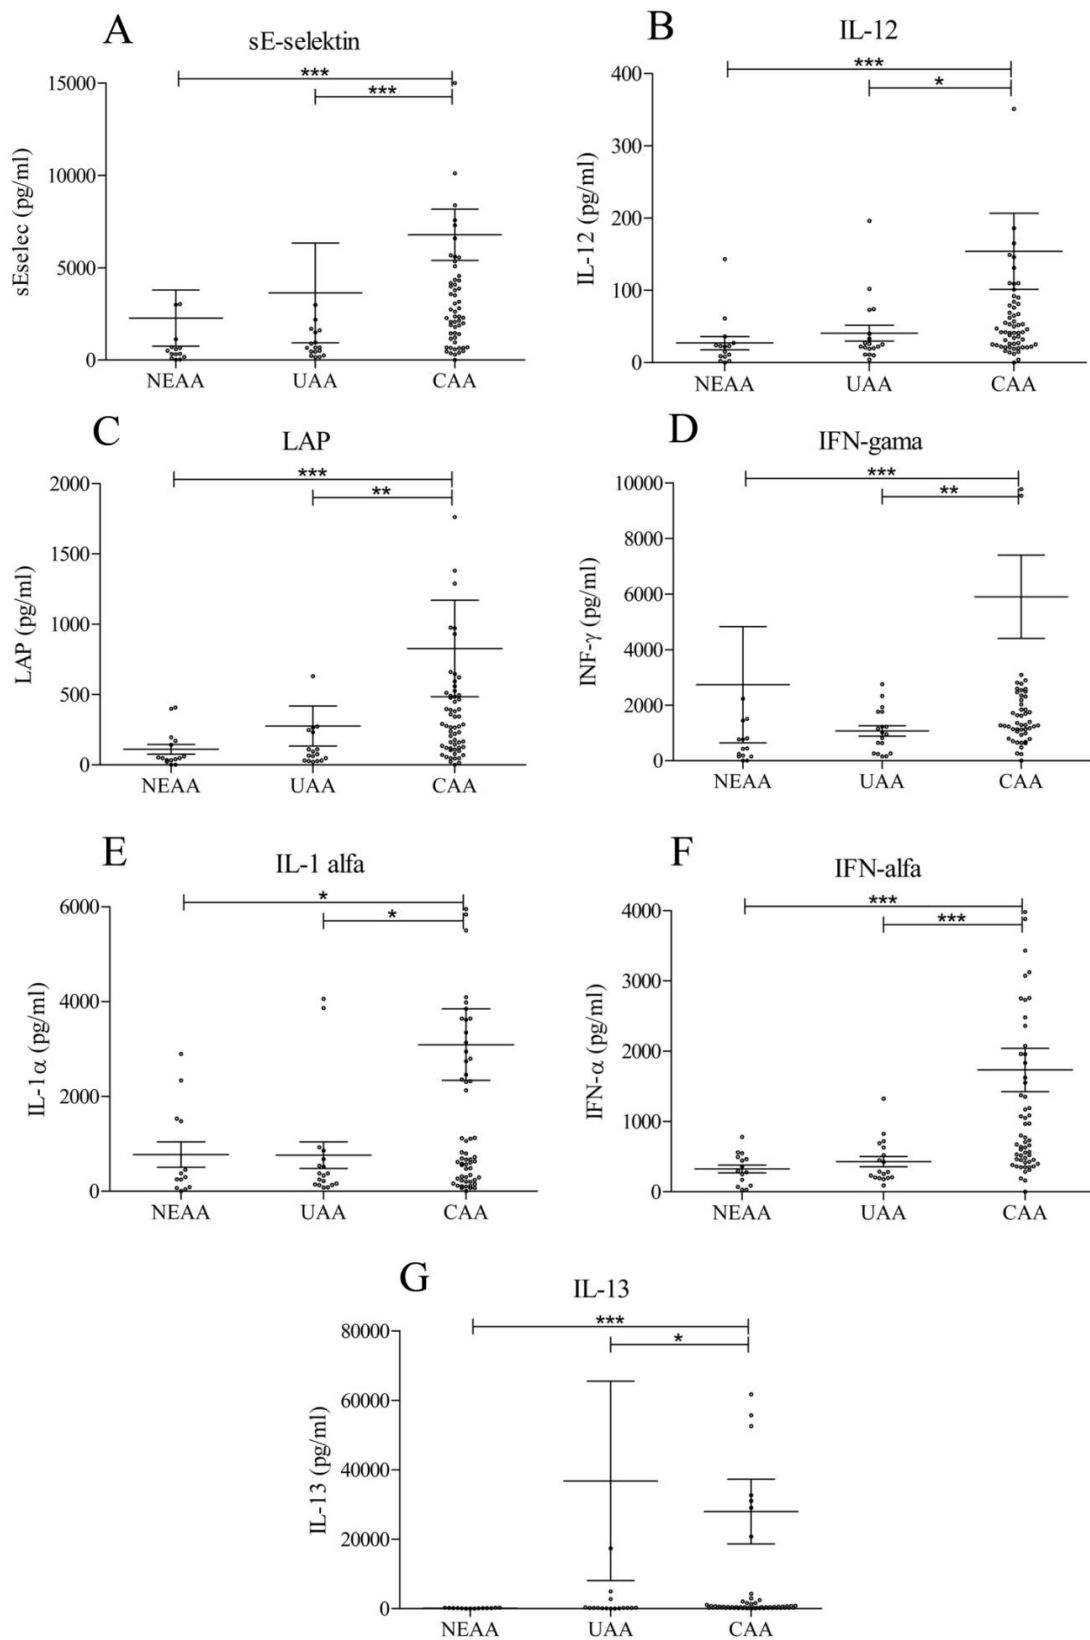 A
sE-selektin
***
***
15000
10000
5000
0
sEselec (pg/ml)
NEAA
UAA
CAA
B
IL-12
***
*
400
300
200
100
0
IL-12 (pg/ml)
NEAA
UAA
CAA
C
LAP
***
**
2000
1500
1000
500
0
LAP (pg/ml)
NEAA
UAA
CAA
D
IFN-gama
***
**
10000
8000
6000
4000
2000
0
INF-γ (pg/ml)
NEAA
UAA
CAA
E
IL-1 alfa
*
*
6000
4000
2000
0
IL-1α (pg/ml)
NEAA
UAA
CAA
F
IFN-alfa
***
***
4000
3000
2000
1000
0
IFN-α (pg/ml)
NEAA
UAA
CAA
G
IL-13
***
*
80000
60000
40000
20000
0
IL-13 (pg/ml)
NEAA
UAA
CAA